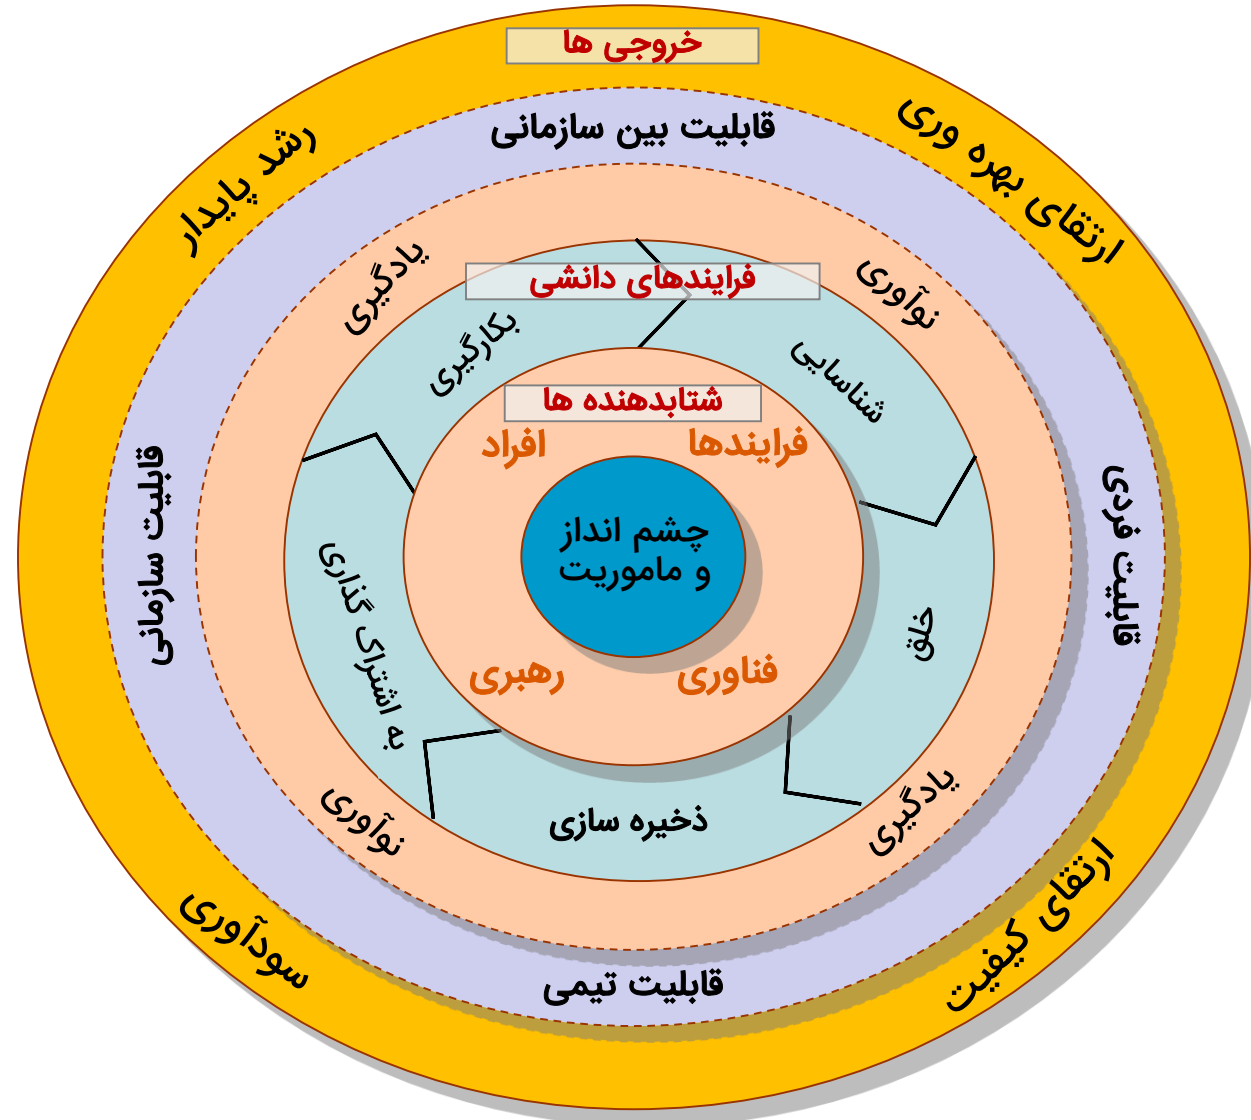 خروجی ها
ارتقای بهره وری
رشد پایدار
قابلیت بین سازمانی
نوآوری
یادگیری
فرایندهای دانشی
بکارگیری
شناسایی
شتابدهنده ها
فرایندها
افراد
قابلیت فردی
قابلیت سازمانی
چشم انداز
و ماموریت
خلق
به اشتراک گذاری
فناوری
رهبری
ذخیره سازی
یادگیری
نوآوری
ارتقای کیفیت
سودآوری
قابلیت تیمی